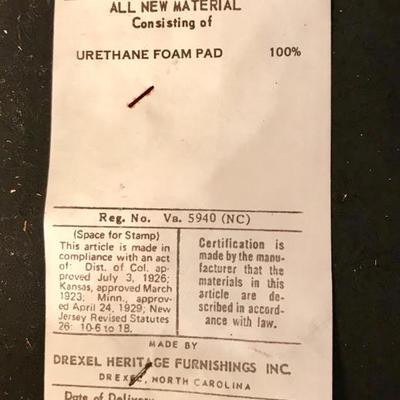 ALL NEW MATERIAL
Consisting of
URETHANE FOAM PAD 100%
Reg. No. Va. 5940 (NC)
(Space for Stamp)
This article is made in
compliance with an act
of: Dist. of Col. ap-
proved July 3, 1926;
Kansas, approved March
1923; Minn., approv-
ed April 24, 1929; New
Jersey Revised Statutes
26: 10-6 to 18.
Certification is
made by the manu-
facturer that the
materials in this
article are de-
scribed in accord-
ance with law.
MADE BY
DREXEL HERITAGE FURNISHINGS INC.
DREXEL, NORTH CAROLINA
Date of Delivery